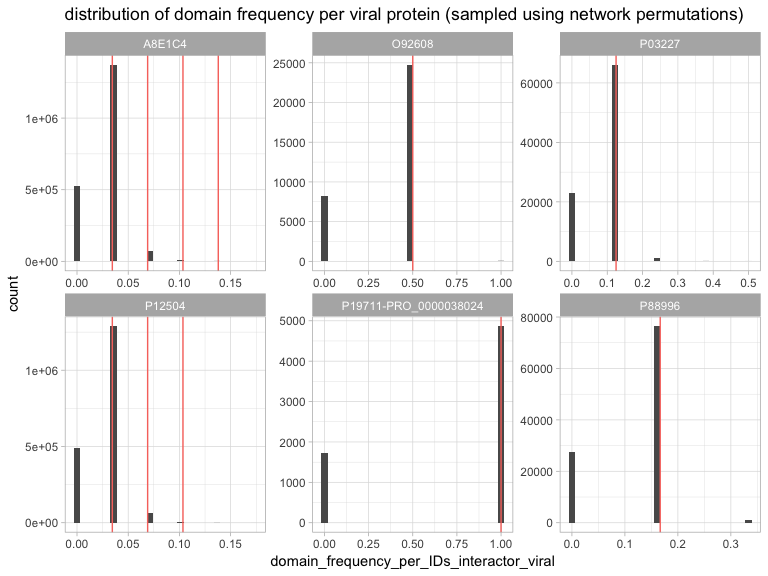 distribution of domain frequency per viral protein (sampled using network permutations)
A8E1C4
O92608
P03227
1e+06
5e+05
0e+00
25000
20000
15000
10000
5000
0
60000
40000
20000
0
0.00 0.05 0.10 0.15
0.00 0.25 0.50 0.75 1.00
0.0 0.1 0.2 0.3 0.4 0.5
count
P12504
P19711-PRO_0000038024
P88996
1e+06
5e+05
0e+00
5000
4000
3000
2000
1000
0
80000
60000
40000
20000
0
0.00 0.05 0.10 0.15
0.00 0.25 0.50 0.75 1.00
0.0 0.1 0.2 0.3
domain_frequency_per_IDs_interactor_viral